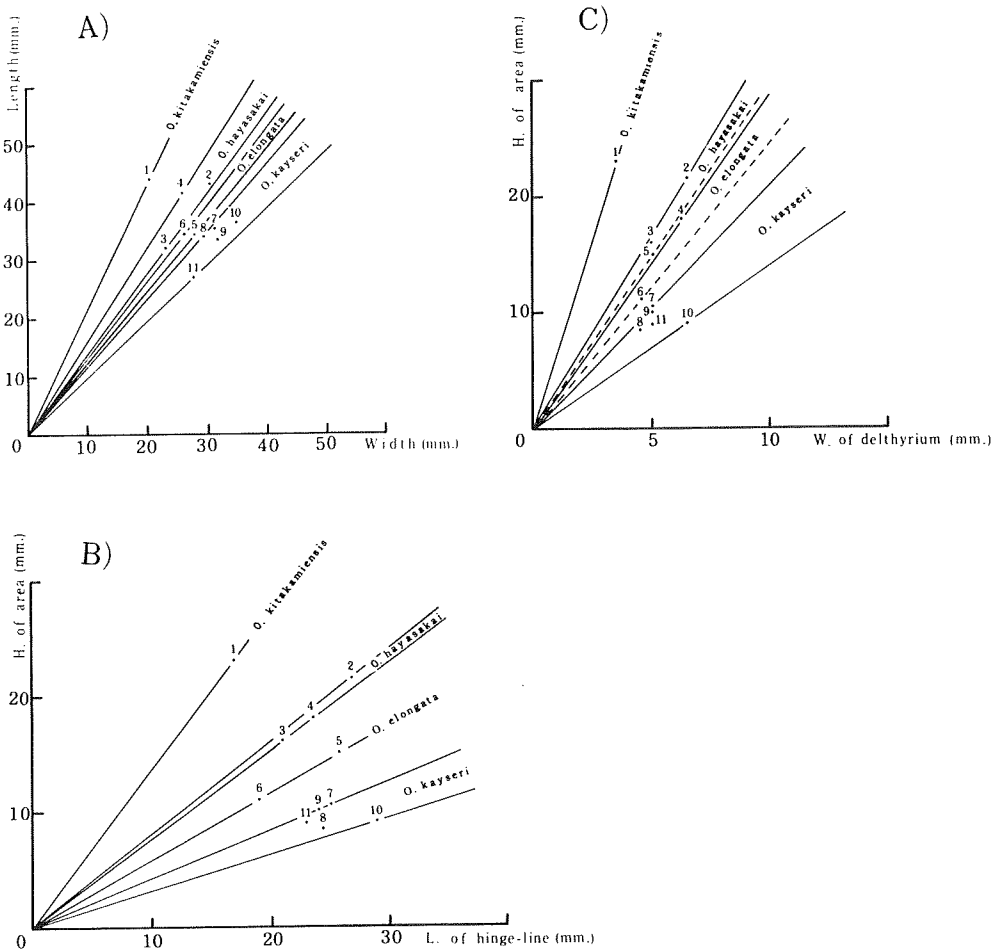 A)
Length (mm.)
50
40
30
20
10
0
10 20 30 40 50 Width (mm.)
O. kitakamiensis
O. hayasakai
O. elongata
O. kayseri
1
4
2
6 5 7 10
3 8 9
11
C)
H. of area (mm.)
20
10
0
5 10 W. of delthyrium (mm.)
O. kitakamiensis
O. hayasakai
O. elongata
O. kayseri
1
2
4
3
5
6 7
9
8 11 10
B)
H. of area (mm.)
20
10
0
10 20 30 L. of hinge-line (mm.)
O. kitakamiensis
O. hayasakai
O. elongata
O. kayseri
1
2
4
3
5
6
9 7
11 8 10